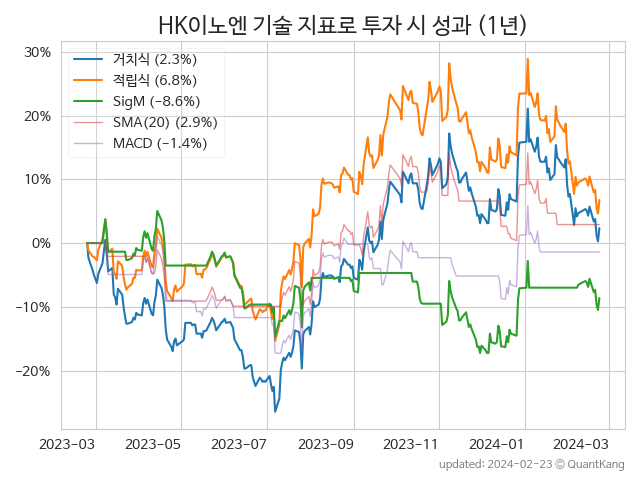 HK이노엔 기술 지표로 투자 시 성과 (1년)
거치식 (2.3%)
적립식 (6.8%)
SigM (−8.6%)
SMA(20) (2.9%)
MACD (−1.4%)
30%
20%
10%
0%
−10%
−20%
2023-03 2023-05 2023-07 2023-09 2023-11 2024-01 2024-03
updated: 2024-02-23 © QuantKang